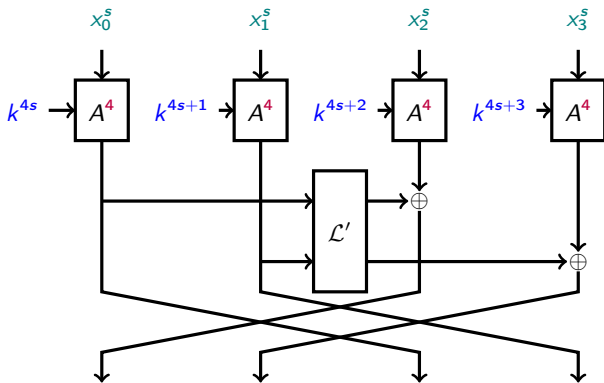 x₀ˢ x₁ˢ x₂ˢ x₃ˢ
k⁴ˢ A⁴ k⁴ˢ⁺¹ A⁴ k⁴ˢ⁺² A⁴ k⁴ˢ⁺³ A⁴
⊕
ℒ′
⊕